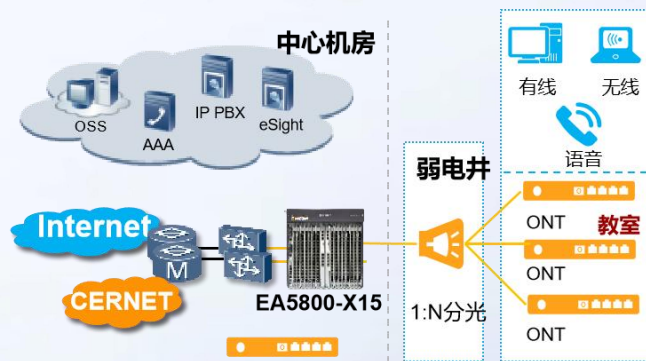 中心机房
OSS
AAA
IP PBX
eSight
Internet
CERNET
M
EA5800-X15
弱电井
1:N分光
有线
无线
语音
ONT
教室
ONT
ONT